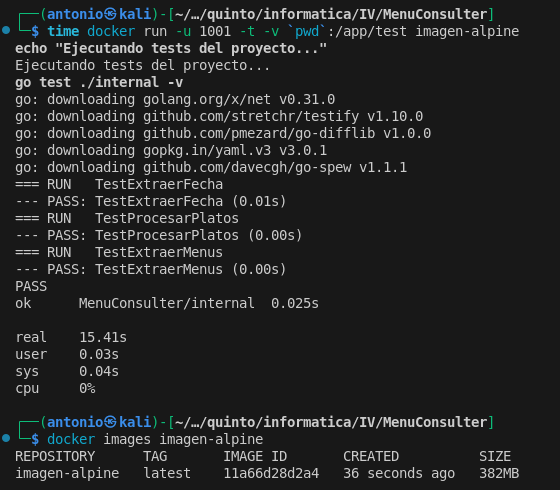 ┌──(antonio㉿kali)-[~/…/quinto/informatica/IV/MenuConsulter]
└─$ time docker run -u 1001 -t -v `pwd`:/app/test imagen-alpine
echo "Ejecutando tests del proyecto..."
Ejecutando tests del proyecto...
go test ./internal -v
go: downloading golang.org/x/net v0.31.0
go: downloading github.com/stretchr/testify v1.10.0
go: downloading github.com/pmezard/go-difflib v1.0.0
go: downloading gopkg.in/yaml.v3 v3.0.1
go: downloading github.com/davecgh/go-spew v1.1.1
=== RUN   TestExtraerFecha
--- PASS: TestExtraerFecha (0.01s)
=== RUN   TestProcesarPlatos
--- PASS: TestProcesarPlatos (0.00s)
=== RUN   TestExtraerMenus
--- PASS: TestExtraerMenus (0.00s)
PASS
ok      MenuConsulter/internal  0.025s
real    15.41s
user    0.03s
sys     0.04s
cpu     0%
┌──(antonio㉿kali)-[~/…/quinto/informatica/IV/MenuConsulter]
└─$ docker images imagen-alpine
REPOSITORY      TAG       IMAGE ID       CREATED          SIZE
imagen-alpine   latest    11a66d28d2a4   36 seconds ago   382MB